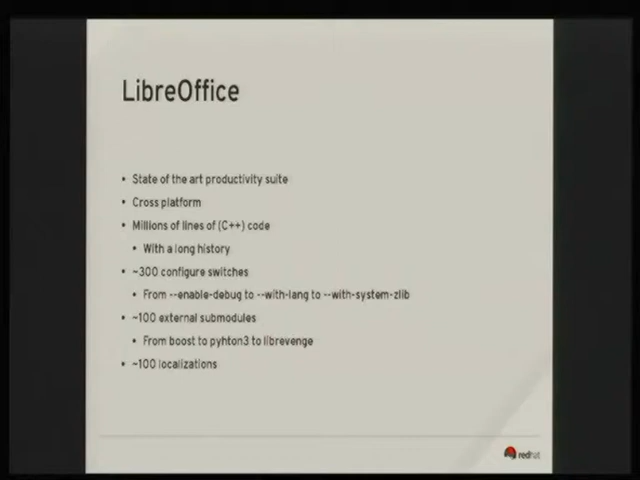 LibreOffice
• State of the art productivity suite
• Cross platform
• Millions of lines of (C++) code
• With a long history
• ~300 configure switches
• From --enable-debug to --with-lang to --with-system-zlib
• ~100 external submodules
• From boost to pyhton3 to librevenge
• ~100 localizations
redhat